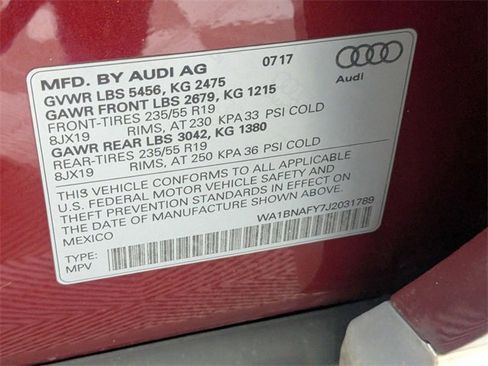 MFD. BY AUDI AG 07/17
GVWR LBS 5456, KG 2475
GAWR FRONT LBS 2679, KG 1215
FRONT-TIRES 235/55 R19
8JX19 RIMS, AT 230 KPA 33 PSI COLD
GAWR REAR LBS 3042, KG 1380
REAR-TIRES 235/55 R19
8JX19 RIMS, AT 250 KPA 36 PSI COLD
THIS VEHICLE CONFORMS TO ALL APPLICABLE
U.S. FEDERAL MOTOR VEHICLE SAFETY AND
THEFT PREVENTION STANDARDS IN EFFECT ON
THE DATE OF MANUFACTURE SHOWN ABOVE.
MEXICO
WA1BNAFY7J2031789
TYPE:
MPV
Audi